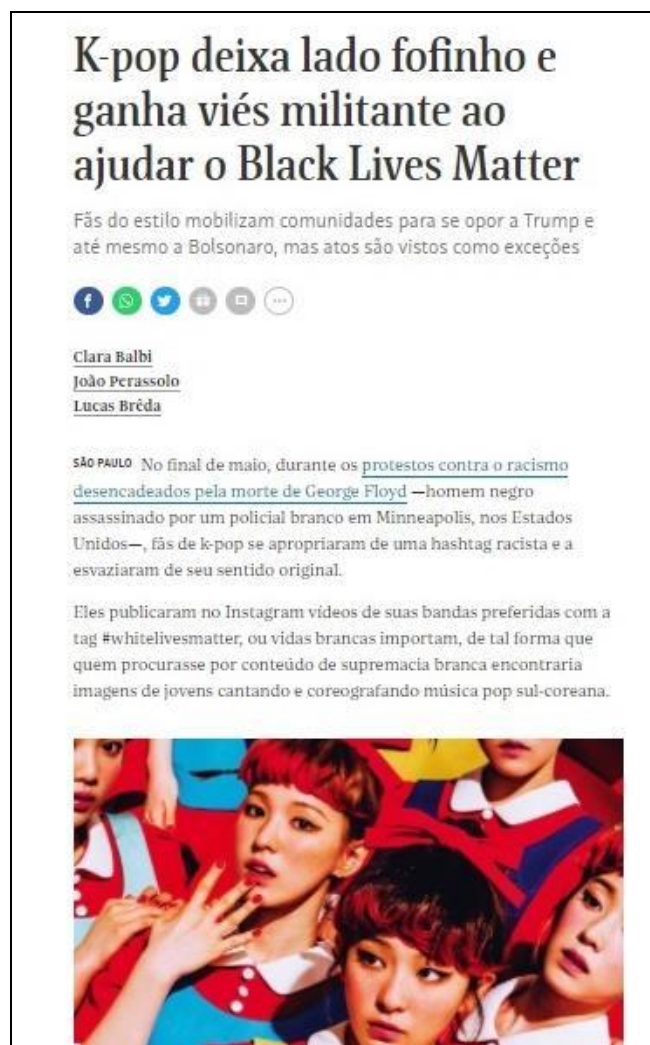 K-pop deixa lado fofinho e
ganha viés militante ao
ajudar o Black Lives Matter
Fãs do estilo mobilizam comunidades para se opor a Trump e
até mesmo a Bolsonaro, mas atos são vistos como exceções
Clara Balbi
João Perassolo
Lucas Brêda
SÃO PAULO No final de maio, durante os protestos contra o racismo
desencadeados pela morte de George Floyd —homem negro
assassinado por um policial branco em Minneapolis, nos Estados
Unidos—, fãs de k-pop se apropriaram de uma hashtag racista e a
esvaziaram de seu sentido original.
Eles publicaram no Instagram vídeos de suas bandas preferidas com a
tag #whitelivesmatter, ou vidas brancas importam, de tal forma que
quem procurasse por conteúdo de supremacia branca encontraria
imagens de jovens cantando e coreografando música pop sul-coreana.